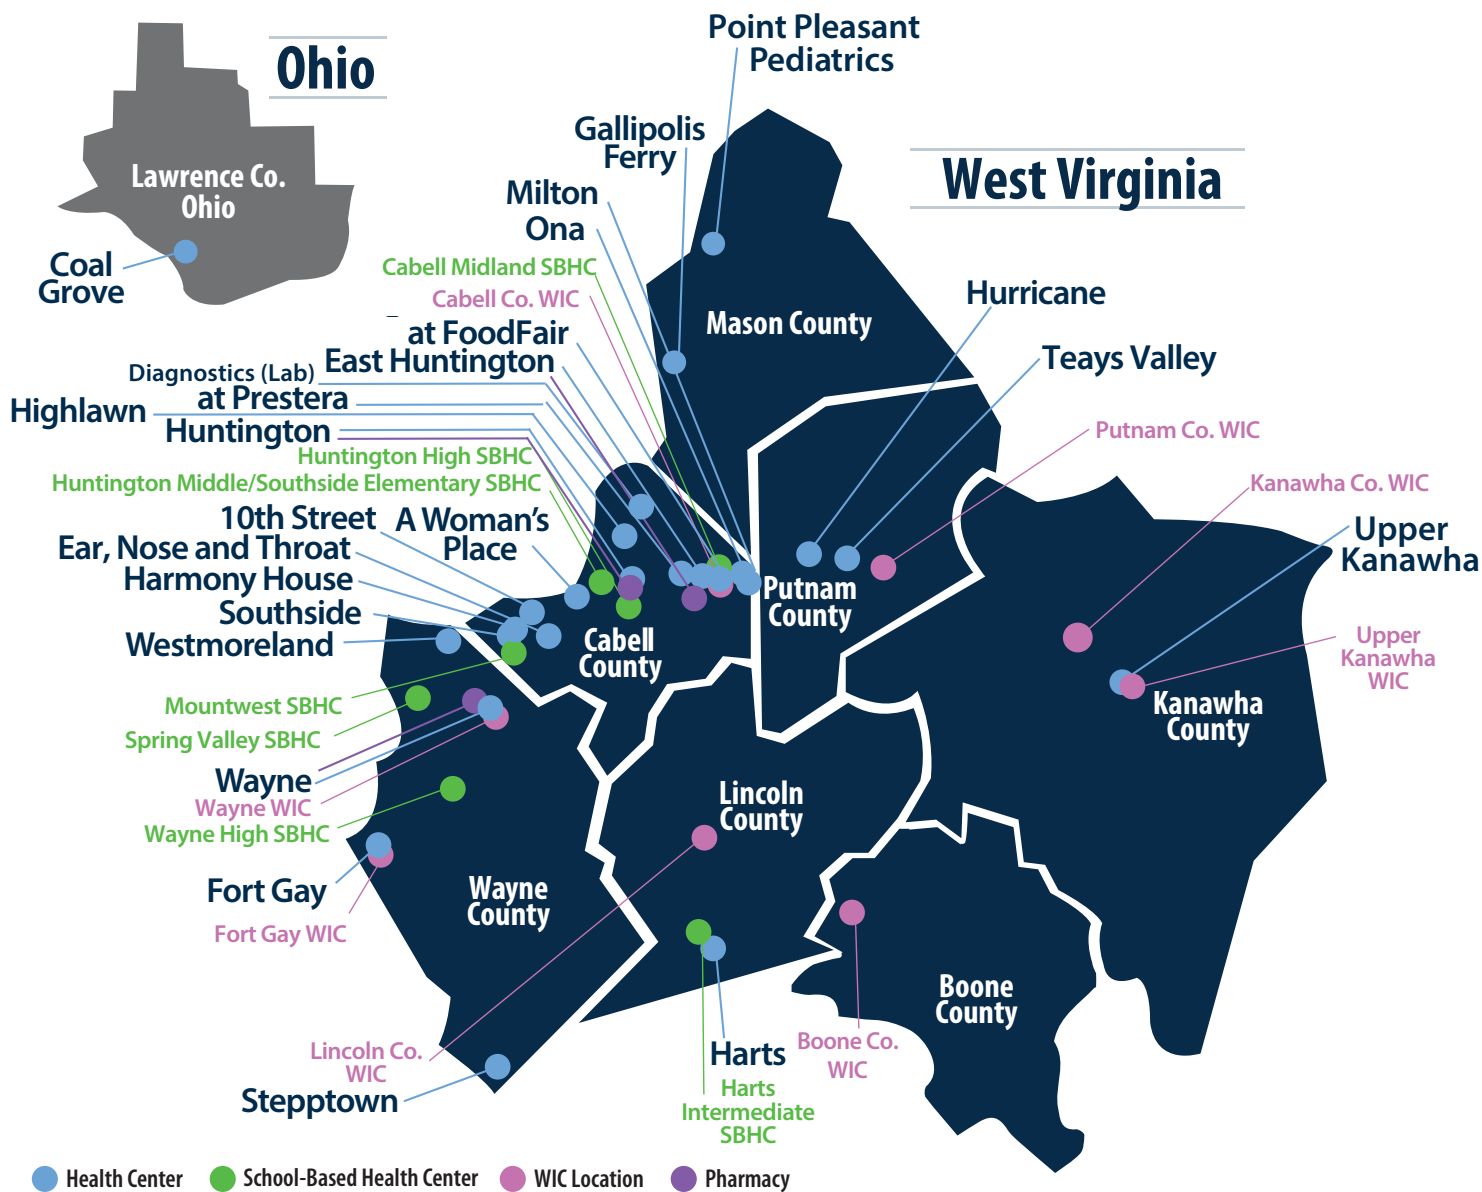 Ohio
Lawrence Co.
Ohio
Coal
Grove
West Virginia
Point Pleasant
Pediatrics
Gallipolis
Ferry
Milton
Ona
Cabell Midland SBHC
Cabell Co. WIC
at FoodFair
East Huntington
Diagnostics (Lab)
at Prestera
Highlawn
Huntington
Huntington High SBHC
Huntington Middle/Southside Elementary SBHC
10th Street
A Woman's
Place
Ear, Nose and Throat
Harmony House
Southside
Westmoreland
Mountwest SBHC
Spring Valley SBHC
Wayne
Wayne WIC
Wayne High SBHC
Fort Gay
Fort Gay WIC
Lincoln Co.
WIC
Stepptown
Harts
Harts
Intermediate
SBHC
Boone Co.
WIC
Hurricane
Teays Valley
Putnam Co. WIC
Kanawha Co. WIC
Upper
Kanawha
Upper
Kanawha
WIC
Mason County
Putnam
County
Cabell
County
Kanawha
County
Lincoln
County
Wayne
County
Boone
County
Health Center
School-Based Health Center
WIC Location
Pharmacy